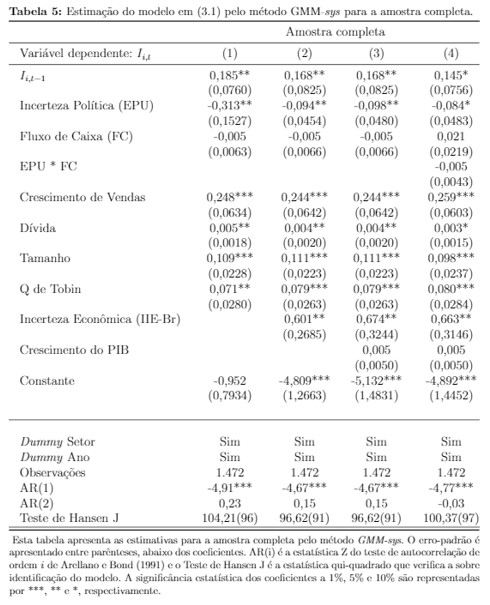 Tabela 5: Estimação do modelo em (3.1) pelo método GMM-sys para a amostra completa.
Amostra completa
Variável dependente: I i,t (1) (2) (3) (4)
I i,t−1 0,185** 0,168** 0,168** 0,145*
(0,0760) (0,0825) (0,0825) (0,0756)
Incerteza Política (EPU) -0,313** -0,094** -0,098** -0,084*
(0,1527) (0,0454) (0,0480) (0,0483)
Fluxo de Caixa (FC) -0,005 -0,005 -0,005 0,021
(0,0063) (0,0066) (0,0066) (0,0219)
EPU * FC -0,005
(0,0043)
Crescimento de Vendas 0,248*** 0,244*** 0,244*** 0,259***
(0,0634) (0,0642) (0,0642) (0,0603)
Dívida 0,005** 0,004** 0,004** 0,003*
(0,0018) (0,0020) (0,0020) (0,0015)
Tamanho 0,109*** 0,111*** 0,111*** 0,098***
(0,0228) (0,0223) (0,0223) (0,0237)
Q de Tobin 0,071** 0,079*** 0,079*** 0,080***
(0,0280) (0,0263) (0,0263) (0,0284)
Incerteza Econômica (IIE-Br) 0,601** 0,674** 0,663**
(0,2685) (0,3244) (0,3146)
Crescimento do PIB 0,005 0,005
(0,0050) (0,0050)
Constante -0,952 -4,809*** -5,132*** -4,892***
(0,7934) (1,2663) (1,4831) (1,4452)
Dummy Setor Sim Sim Sim Sim
Dummy Ano Sim Sim Sim Sim
Observações 1.472 1.472 1.472 1.472
AR(1) -4,91*** -4,67*** -4,67*** -4,77***
AR(2) 0,23 0,15 0,15 -0,03
Teste de Hansen J 104,21(96) 96,62(91) 96,62(91) 100,37(97)
Esta tabela apresenta as estimativas para a amostra completa pelo método GMM-sys. O erro-padrão é
apresentado entre parênteses, abaixo dos coeficientes. AR(i) é a estatística Z do teste de autocorrelação de
ordem i de Arellano e Bond (1991) e o Teste de Hansen J é a estatística qui-quadrado que verifica a sobre
identificação do modelo. A significância estatística dos coeficientes a 1%, 5% e 10% são representadas
por ***, ** e *, respectivamente.